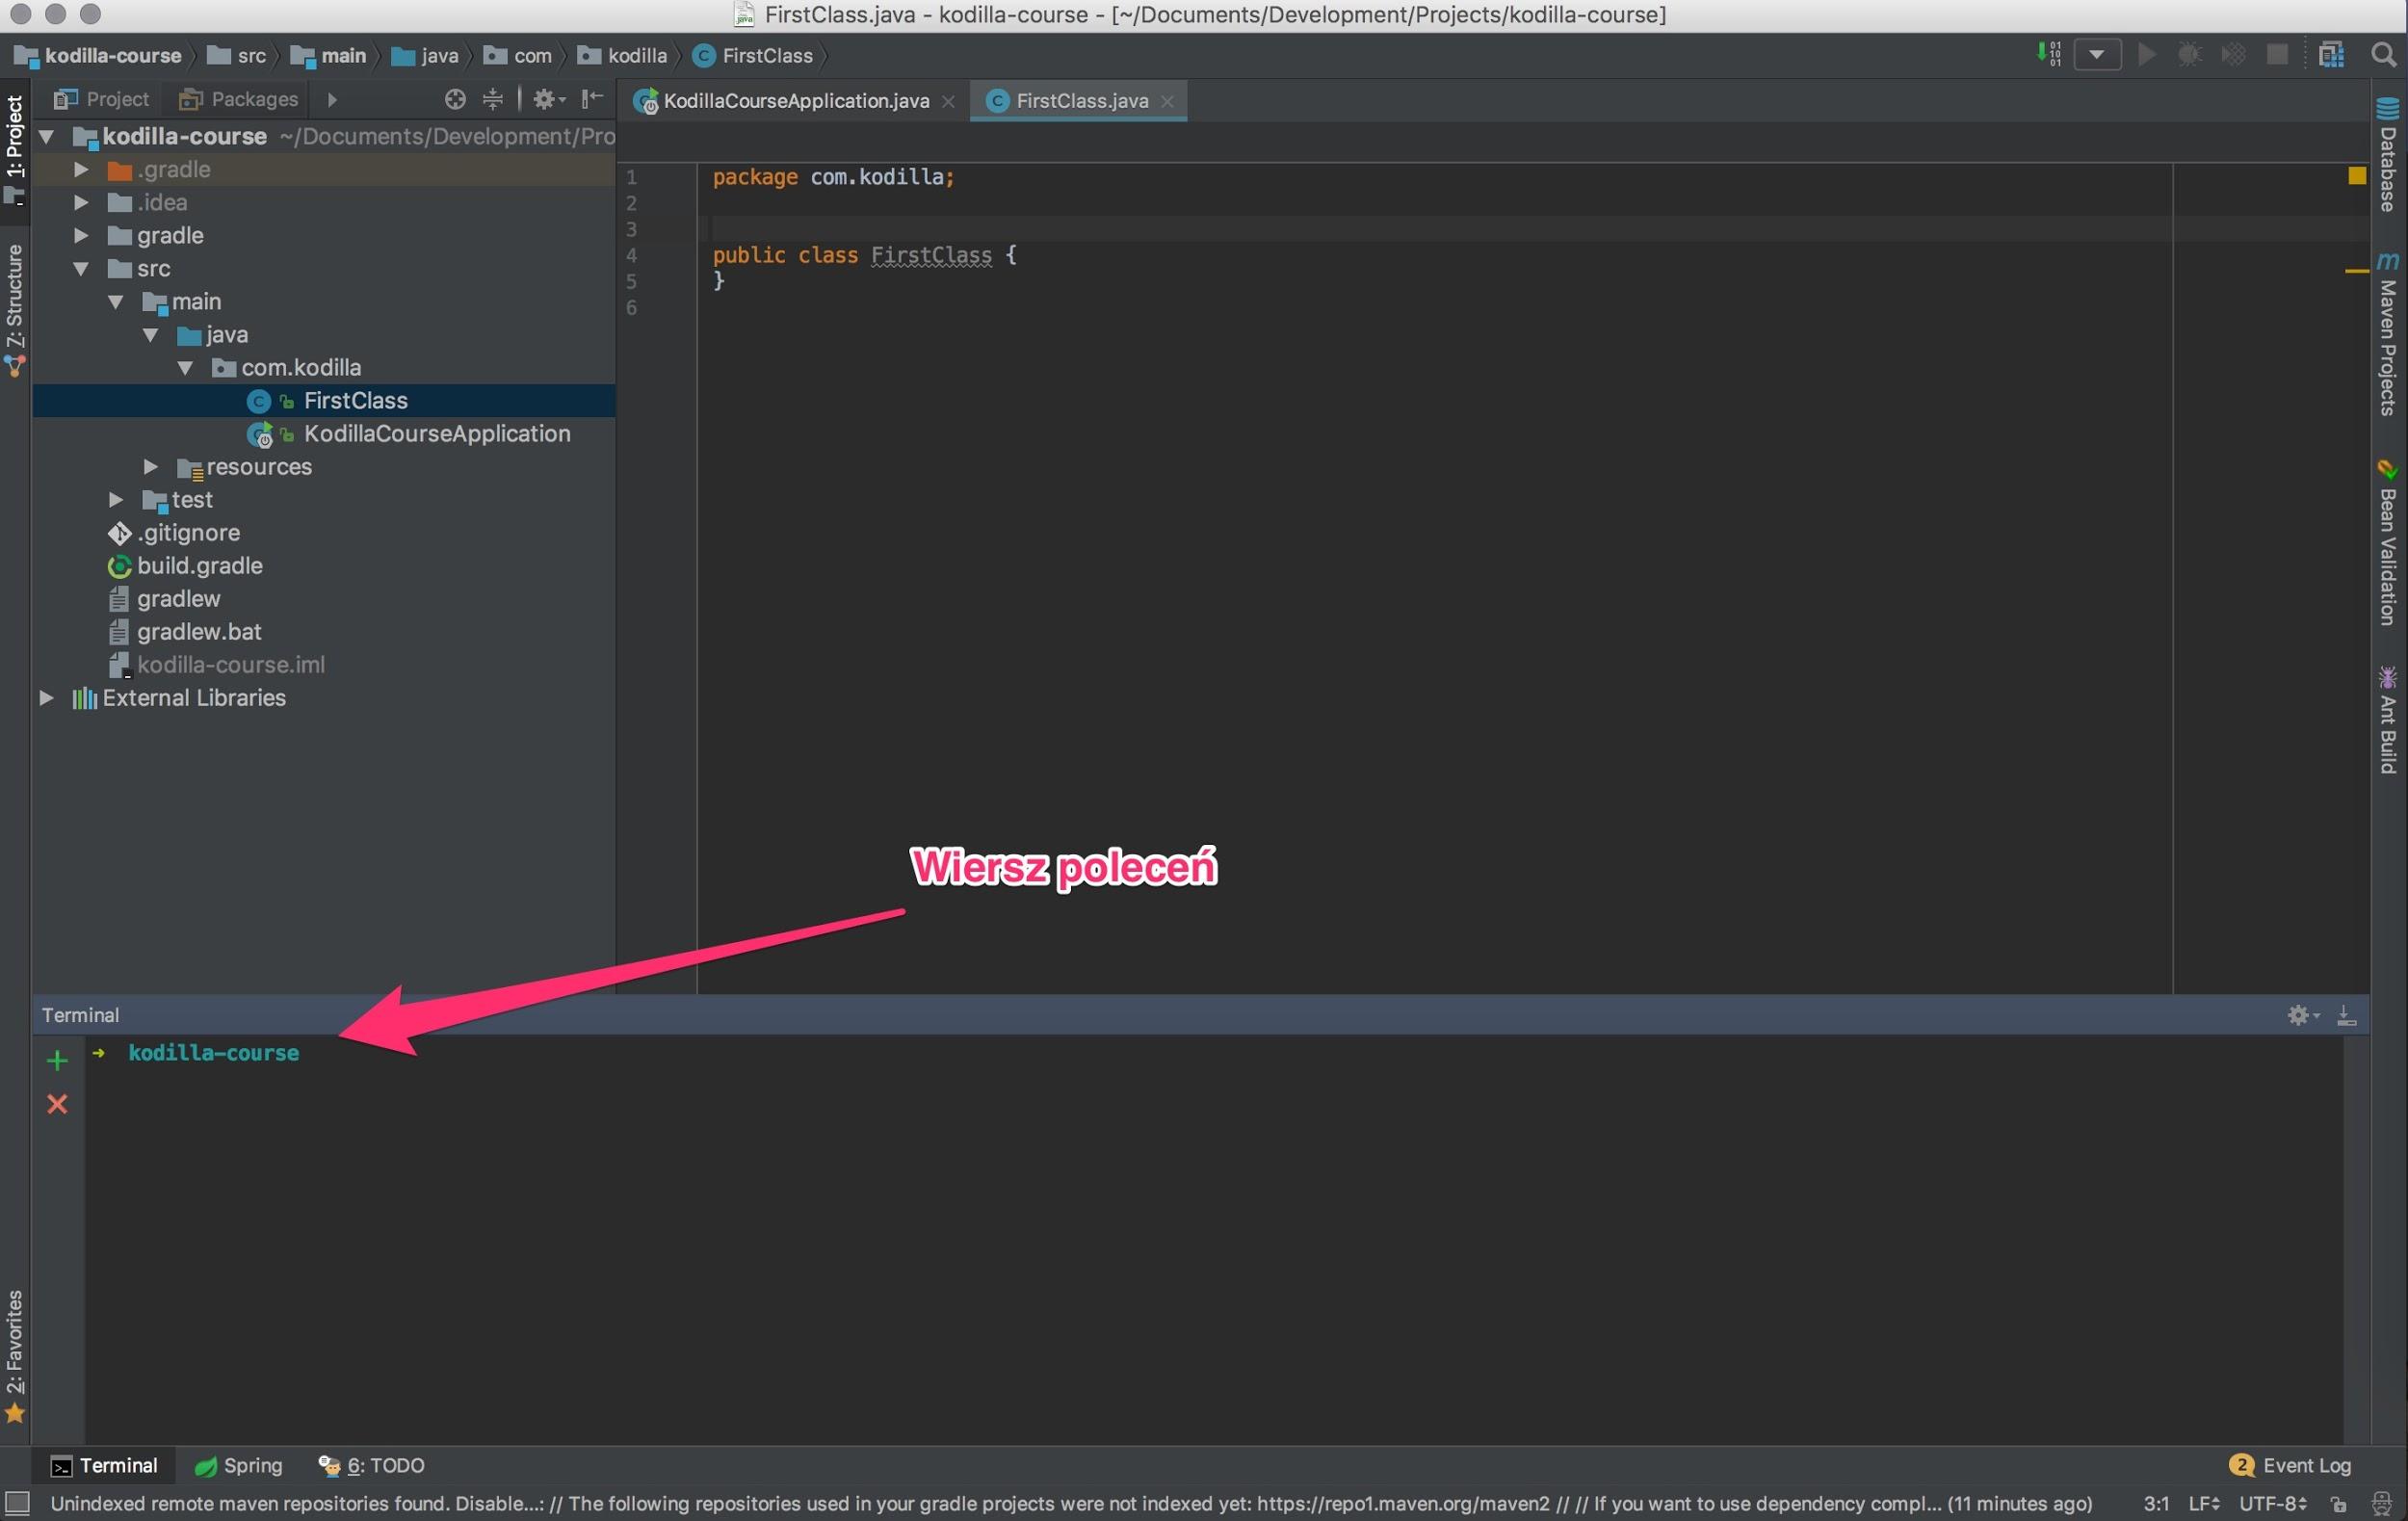 FirstClass.java - kodilla-course - [~/Documents/Development/Projects/kodilla-course]
kodilla-course src main java com kodilla FirstClass
1: Project
Z: Structure
2: Favorites
Project Packages
kodilla-course ~/Documents/Development/Pro
.gradle
.idea
gradle
src
main
java
com.kodilla
FirstClass
KodillaCourseApplication
resources
test
.gitignore
build.gradle
gradlew
gradlew.bat
kodilla-course.iml
External Libraries
KodillaCourseApplication.java FirstClass.java
1 package com.kodilla;
2
3
4 public class FirstClass {
5 }
6
Database
Maven Projects
Bean Validation
Ant Build
Wiersz poleceń
Terminal
→ kodilla-course
Terminal Spring 6: TODO 2 Event Log
Unindexed remote maven repositories found. Disable...: // The following repositories used in your gradle projects were not indexed yet: https://repo1.maven.org/maven2 // // If you want to use dependency compl... (11 minutes ago) 3:1 LF UTF-8